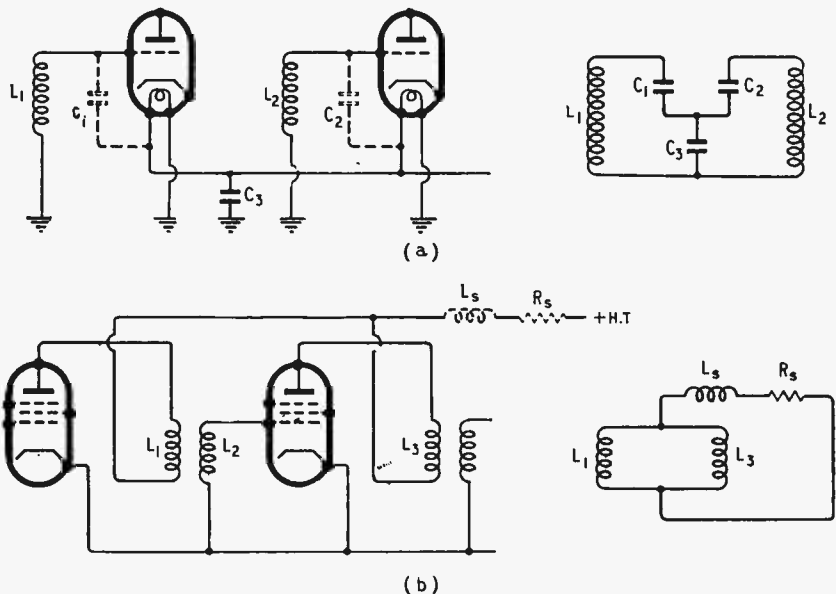 L₁
C₁
L₂
C₂
C₃
(a)
L₁
C₁
C₂
L₂
C₃
Lₛ
Rₛ
+H.T
L₁
L₂
L₃
(b)
Lₛ
Rₛ
L₁
L₃